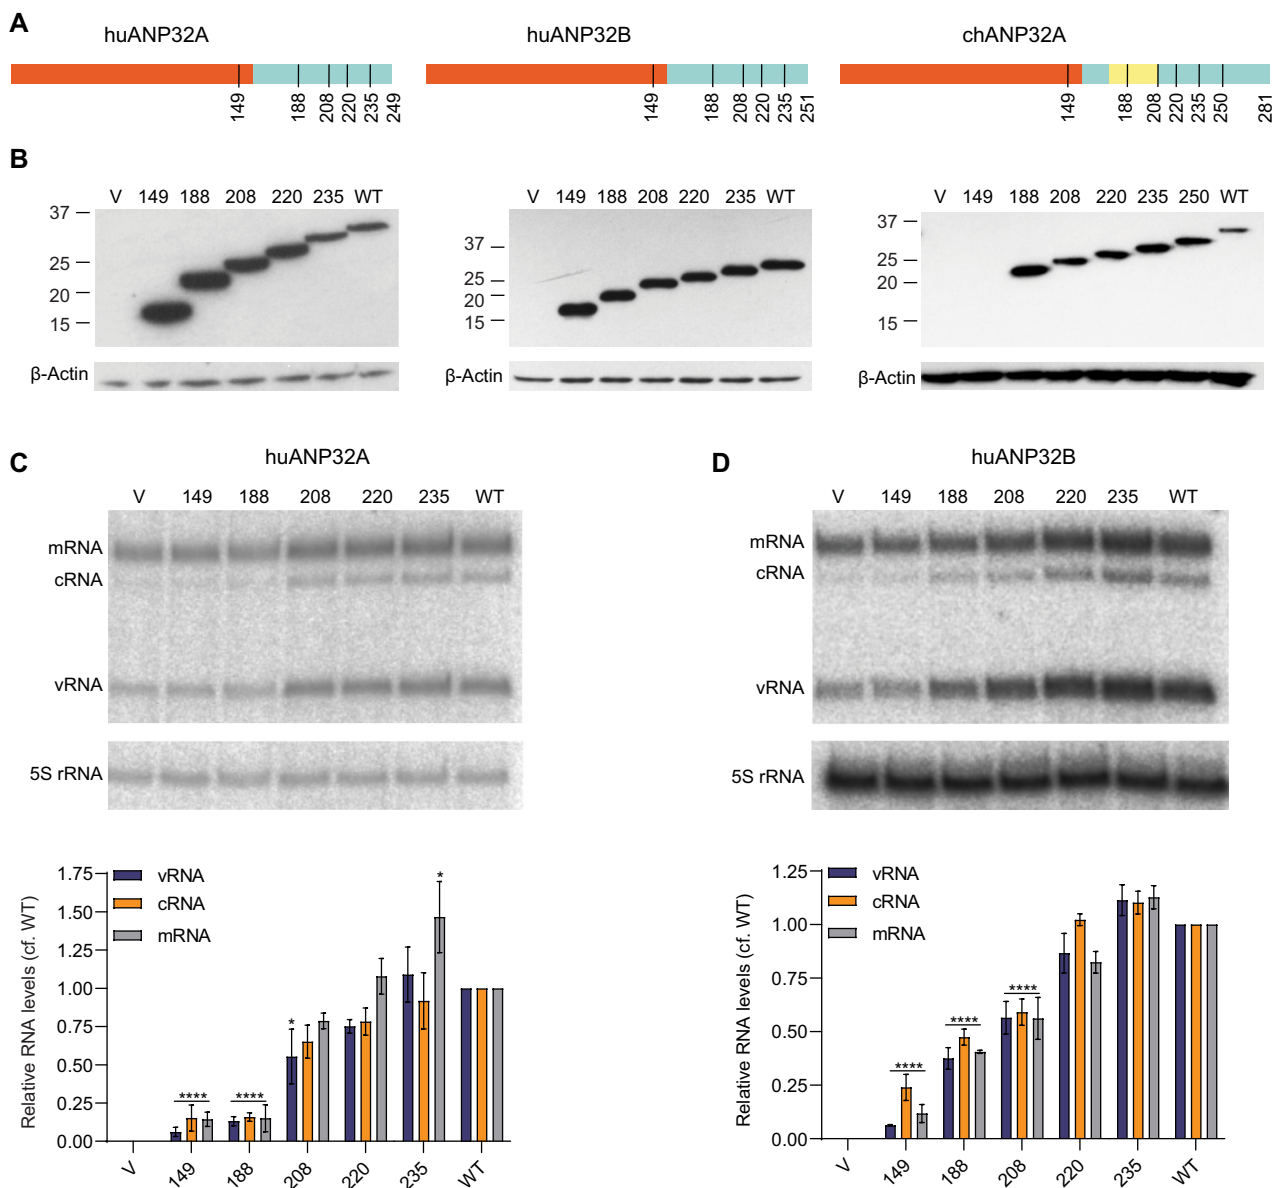 A
huANP32A
huANP32B
chANP32A
149 188 208 220 235 249
149 188 208 220 235 251
149 188 208 220 235 250 281
B
V 149 188 208 220 235 WT
37
25
20
15
β-Actin
V 149 188 208 220 235 WT
37
25
20
15
β-Actin
V 149 188 208 220 235 250 WT
37
25
20
15
β-Actin
C
huANP32A
V 149 188 208 220 235 WT
mRNA
cRNA
vRNA
5S rRNA
Relative RNA levels (cf. WT)
1.75
1.50
1.25
1.00
0.75
0.50
0.25
0.00
vRNA
cRNA
mRNA
**** **** * *
V 149 188 208 220 235 WT
D
huANP32B
V 149 188 208 220 235 WT
mRNA
cRNA
vRNA
5S rRNA
Relative RNA levels (cf. WT)
1.25
1.00
0.75
0.50
0.25
0.00
vRNA
cRNA
mRNA
**** **** ****
V 149 188 208 220 235 WT